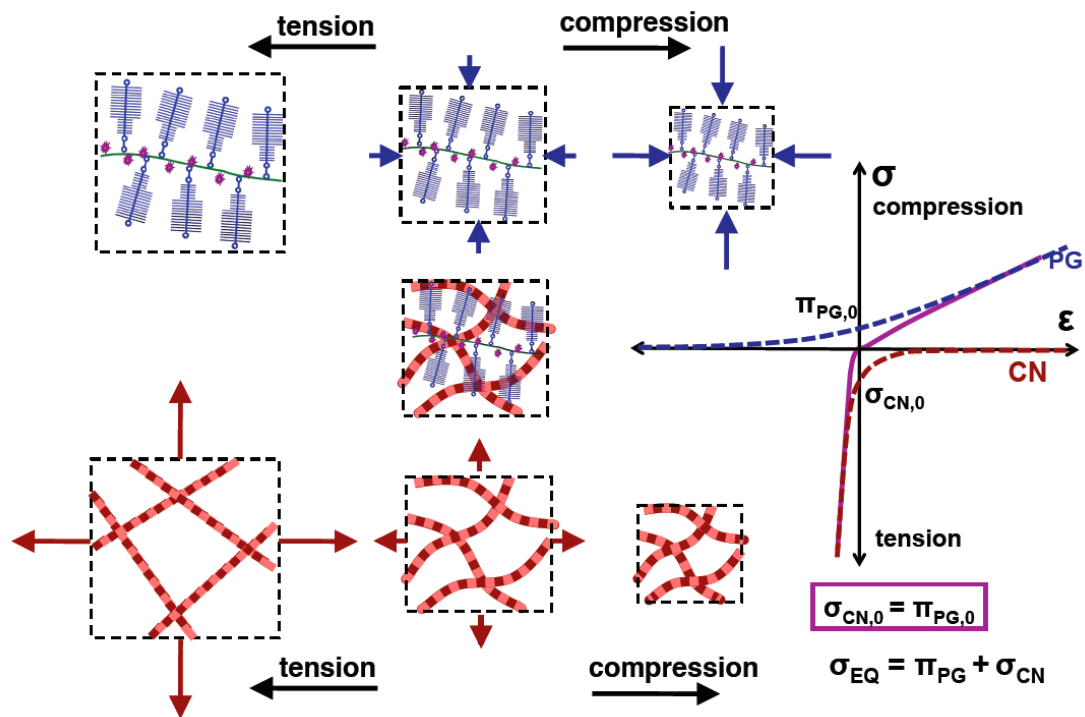 tension
compression
σ
compression
PG
π_PG,0
ε
CN
σ_CN,0
tension
σ_CN,0 = π_PG,0
tension
compression
σ_EQ = π_PG + σ_CN